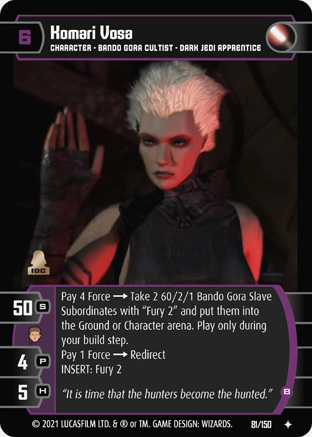 6
Komari Vosa
CHARACTER • BANDO GORA CULTIST • DARK JEDI APPRENTICE
IDC
50 S
4 P
5 H
Pay 4 Force → Take 2 60/2/1 Bando Gora Slave
Subordinates with “Fury 2” and put them into
the Ground or Character arena. Play only during
your build step.
Pay 1 Force → Redirect
INSERT: Fury 2
“It is time that the hunters become the hunted.”
B
© 2021 LUCASFILM LTD. & ® or TM. GAME DESIGN: WIZARDS.
81/150